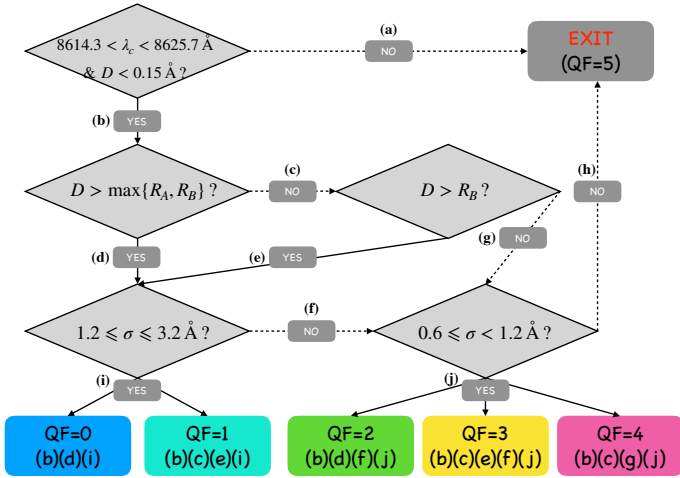 (a)
8614.3 < λc < 8625.7 Å
& D < 0.15 Å ?
NO
EXIT
(QF=5)
(b) YES
(c)
(h)
D > max{R_A, R_B} ?
NO
D > R_B ?
NO
(d) YES
(e) YES
(g) NO
(f)
1.2 ⩽ σ ⩽ 3.2 Å ?
NO
0.6 ⩽ σ < 1.2 Å ?
(i)
YES
(j)
YES
QF=0
(b)(d)(i)
QF=1
(b)(c)(e)(i)
QF=2
(b)(d)(f)(j)
QF=3
(b)(c)(e)(f)(j)
QF=4
(b)(c)(g)(j)